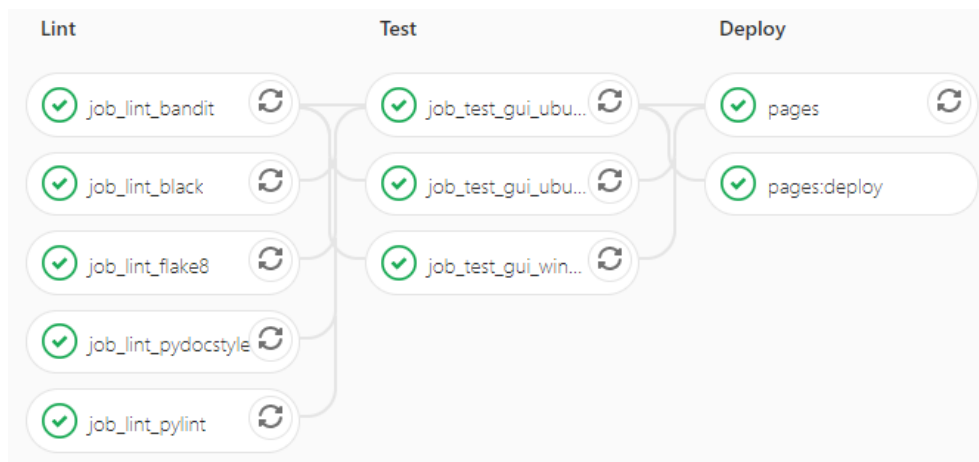 Lint
Test
Deploy
job_lint_bandit
job_test_gui_ubu...
pages
job_lint_black
job_test_gui_ubu...
pages:deploy
job_lint_flake8
job_test_gui_win...
job_lint_pydocstyle
job_lint_pylint